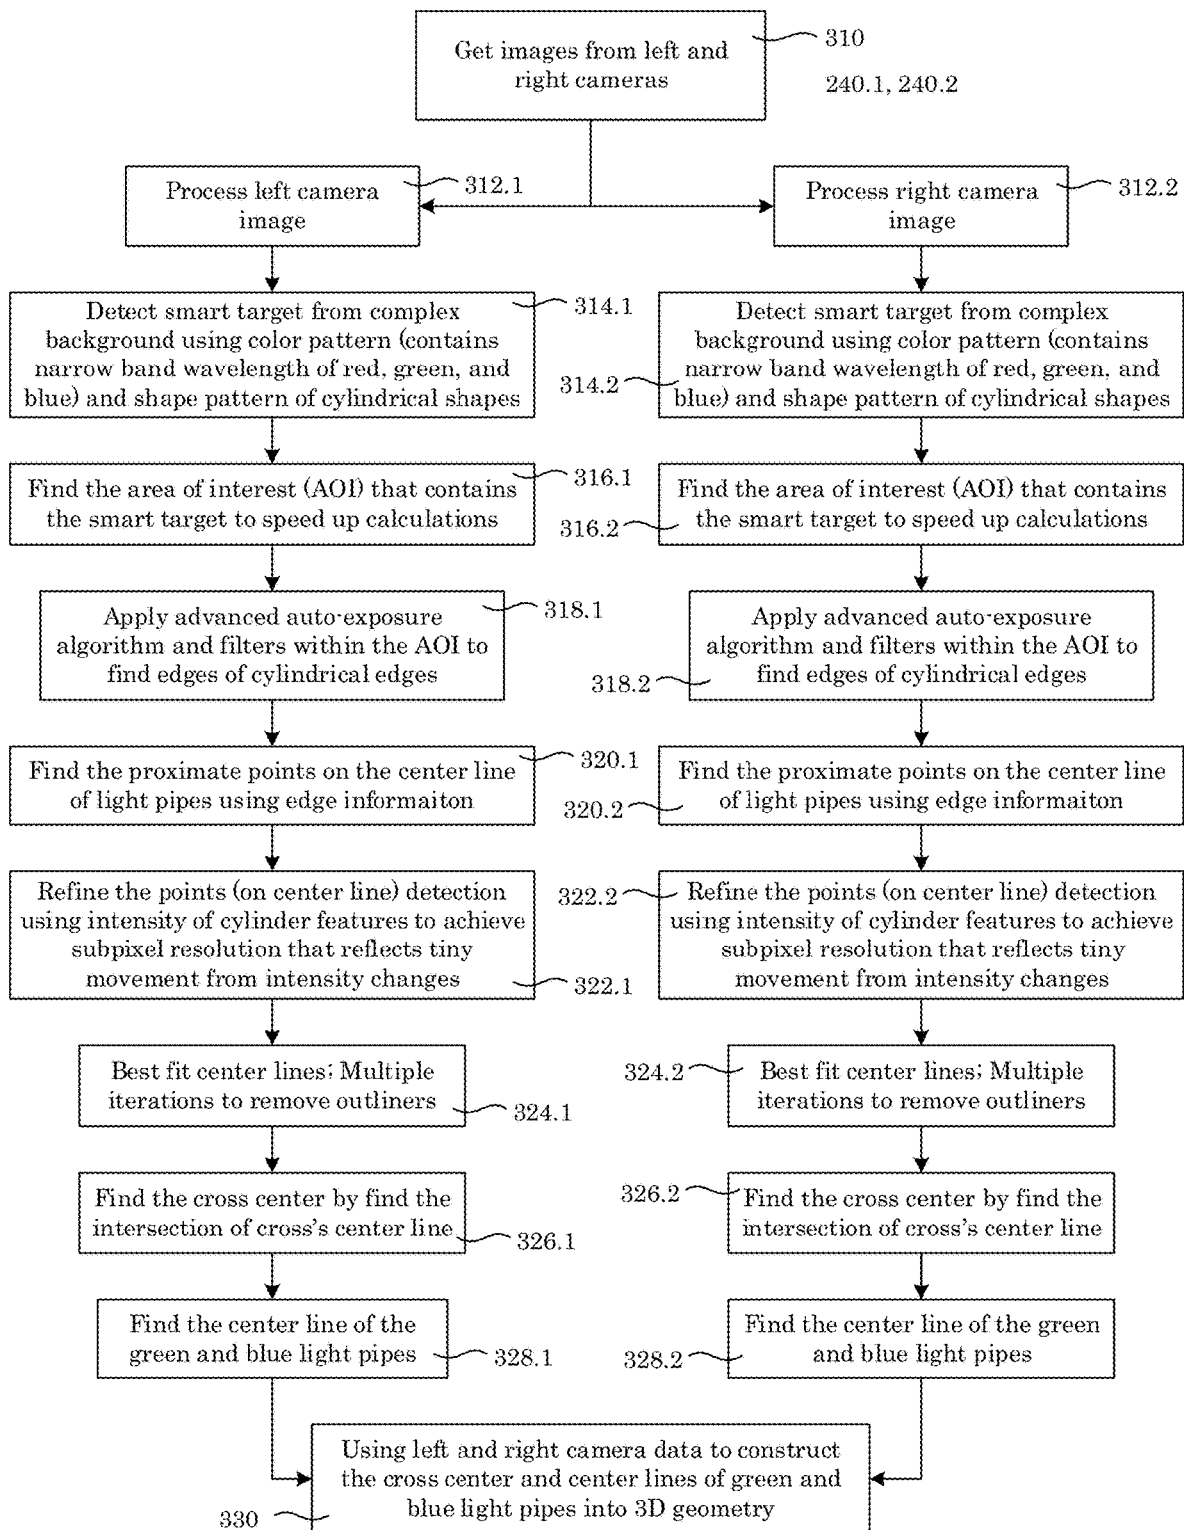 Get images from left and
right cameras
310
240.1, 240.2
Process left camera
image
312.1
Process right camera
image
312.2
Detect smart target from complex
background using color pattern (contains
narrow band wavelength of red, green, and
blue) and shape pattern of cylindrical shapes
314.1
Detect smart target from complex
background using color pattern (contains
narrow band wavelength of red, green, and
blue) and shape pattern of cylindrical shapes
314.2
Find the area of interest (AOI) that contains
the smart target to speed up calculations
316.1
Find the area of interest (AOI) that contains
the smart target to speed up calculations
316.2
Apply advanced auto-exposure
algorithm and filters within the AOI to
find edges of cylindrical edges
318.1
Apply advanced auto-exposure
algorithm and filters within the AOI to
find edges of cylindrical edges
318.2
Find the proximate points on the center line
of light pipes using edge informaiton
320.1
Find the proximate points on the center line
of light pipes using edge informaiton
320.2
Refine the points (on center line) detection
using intensity of cylinder features to achieve
subpixel resolution that reflects tiny
movement from intensity changes
322.1
322.2
Refine the points (on center line) detection
using intensity of cylinder features to achieve
subpixel resolution that reflects tiny
movement from intensity changes
Best fit center lines; Multiple
iterations to remove outliners
324.1
324.2
Best fit center lines; Multiple
iterations to remove outliners
Find the cross center by find the
intersection of cross's center line
326.1
326.2
Find the cross center by find the
intersection of cross's center line
Find the center line of the
green and blue light pipes
328.1
Find the center line of the green
and blue light pipes
328.2
Using left and right camera data to construct
the cross center and center lines of green and
blue light pipes into 3D geometry
330